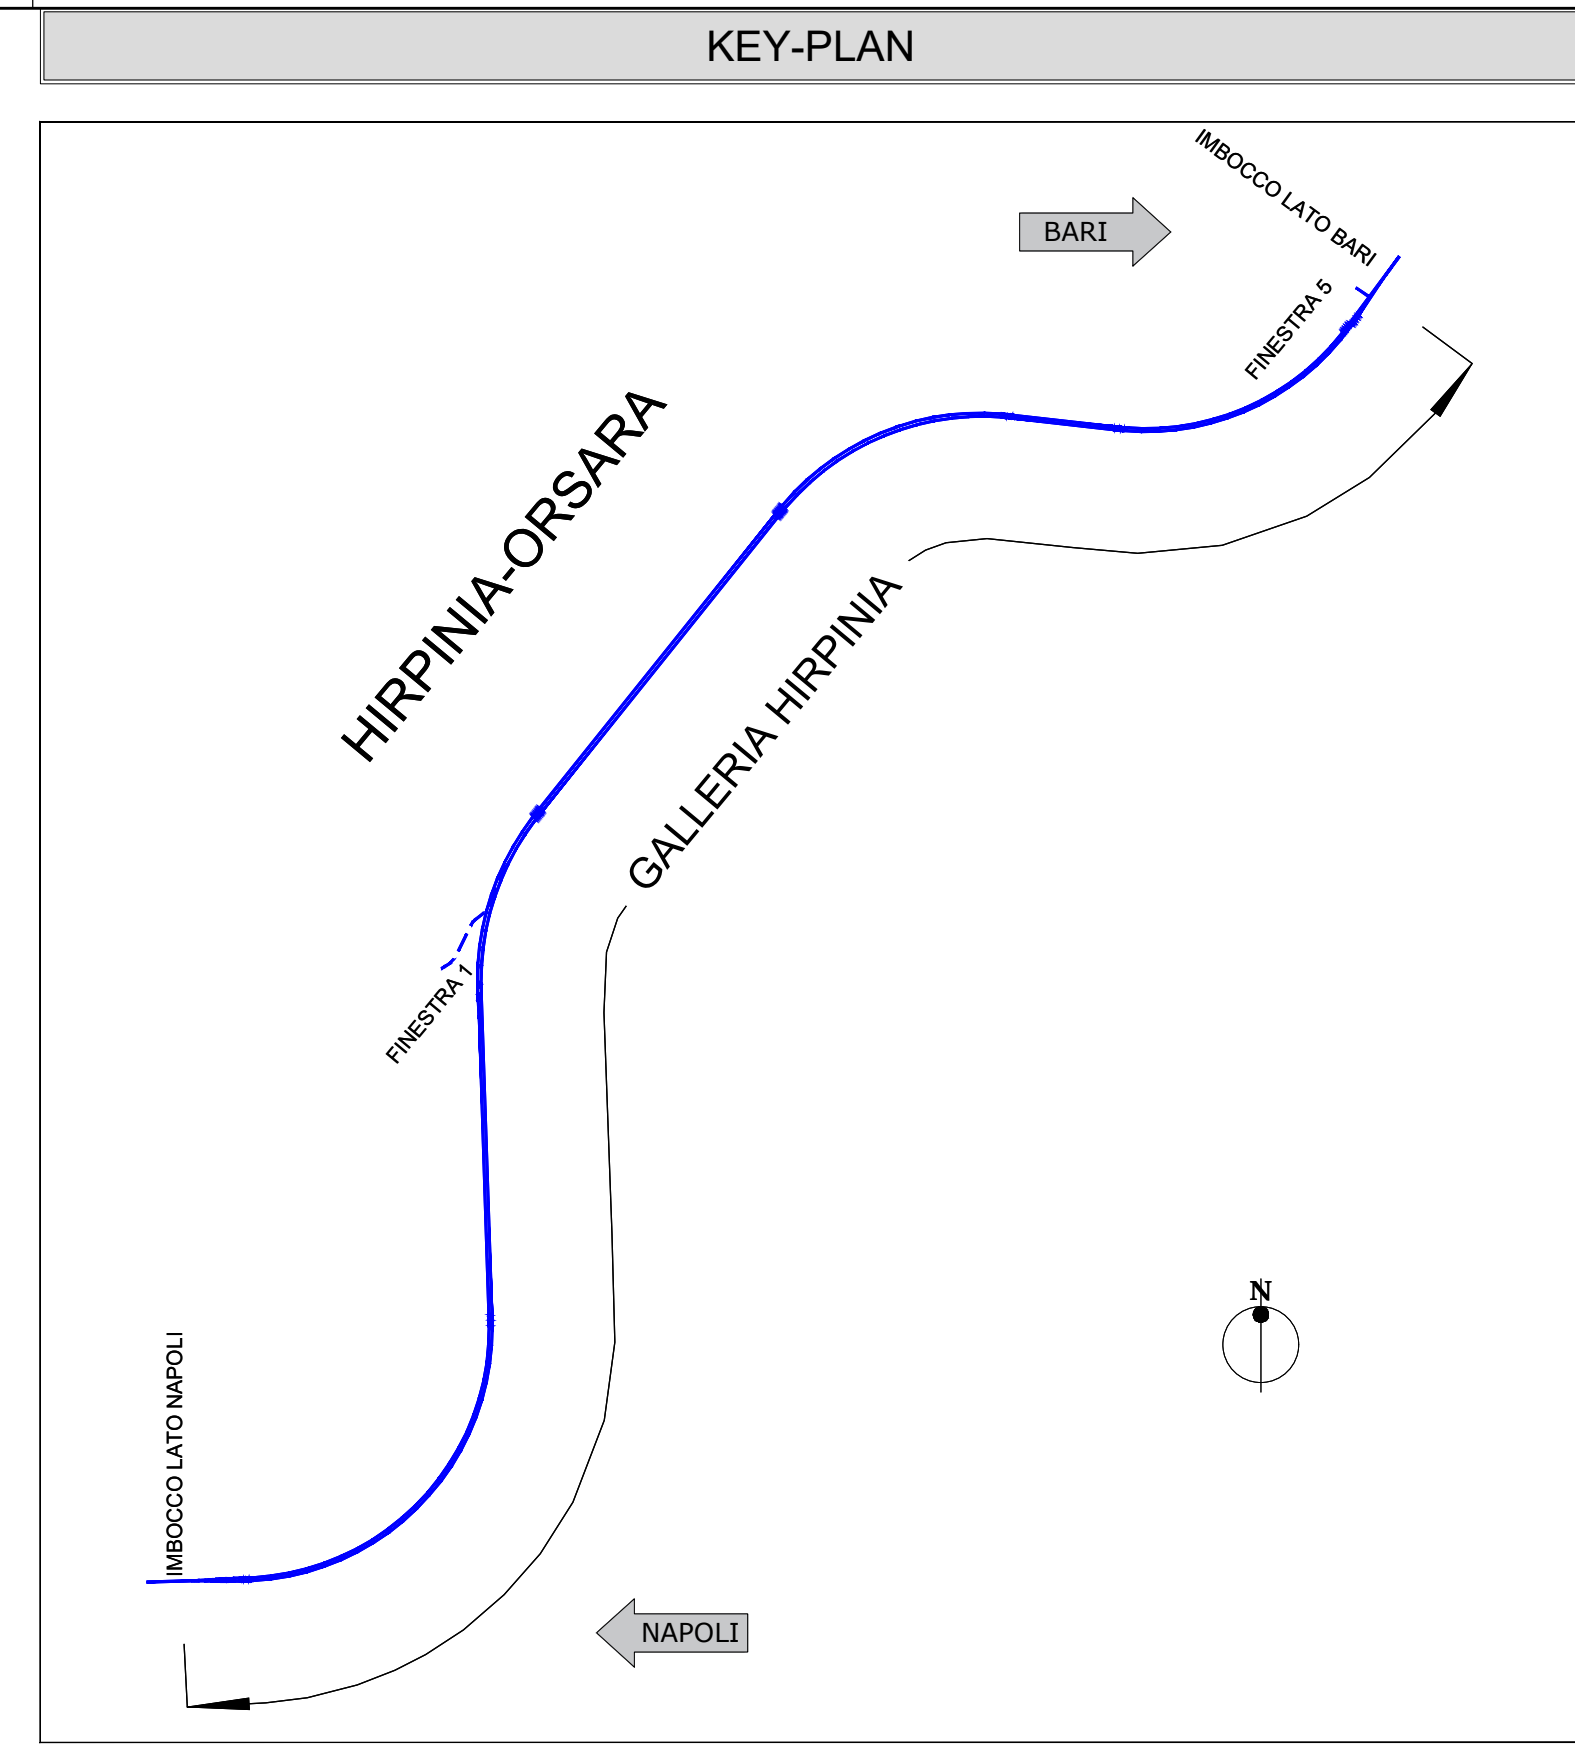 KEY-PLAN
IMBOCCO LATO BARI
BARI
FINESTRA 5
HIRPINIA-ORSARA
GALLERIA HIRPINIA
FINESTRA 1
N
IMBOCCO LATO NAPOLI
NAPOLI